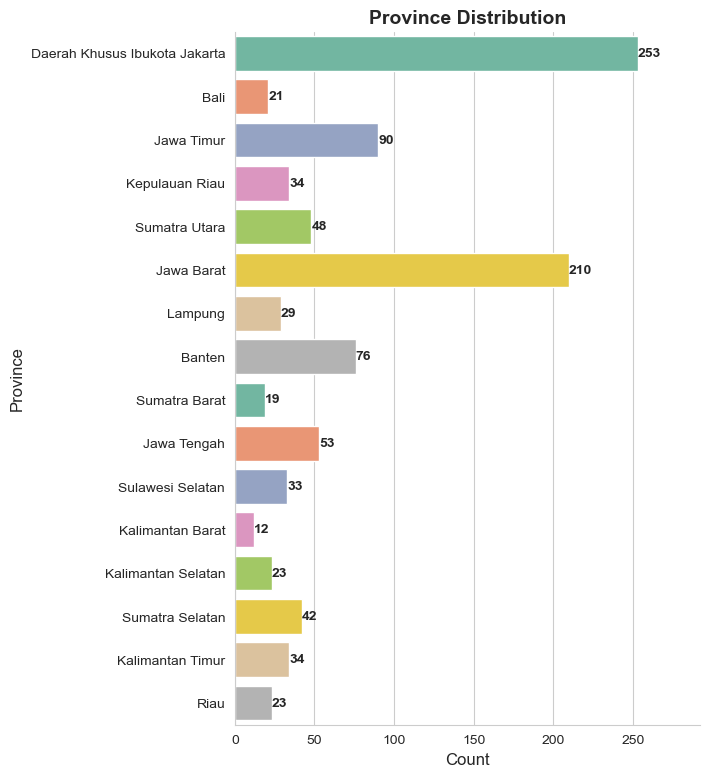 Province Distribution
Daerah Khusus Ibukota Jakarta 253
Bali 21
Jawa Timur 90
Kepulauan Riau 34
Sumatra Utara 48
Jawa Barat 210
Lampung 29
Banten 76
Sumatra Barat 19
Jawa Tengah 53
Sulawesi Selatan 33
Kalimantan Barat 12
Kalimantan Selatan 23
Sumatra Selatan 42
Kalimantan Timur 34
Riau 23
0 50 100 150 200 250
Count
Province